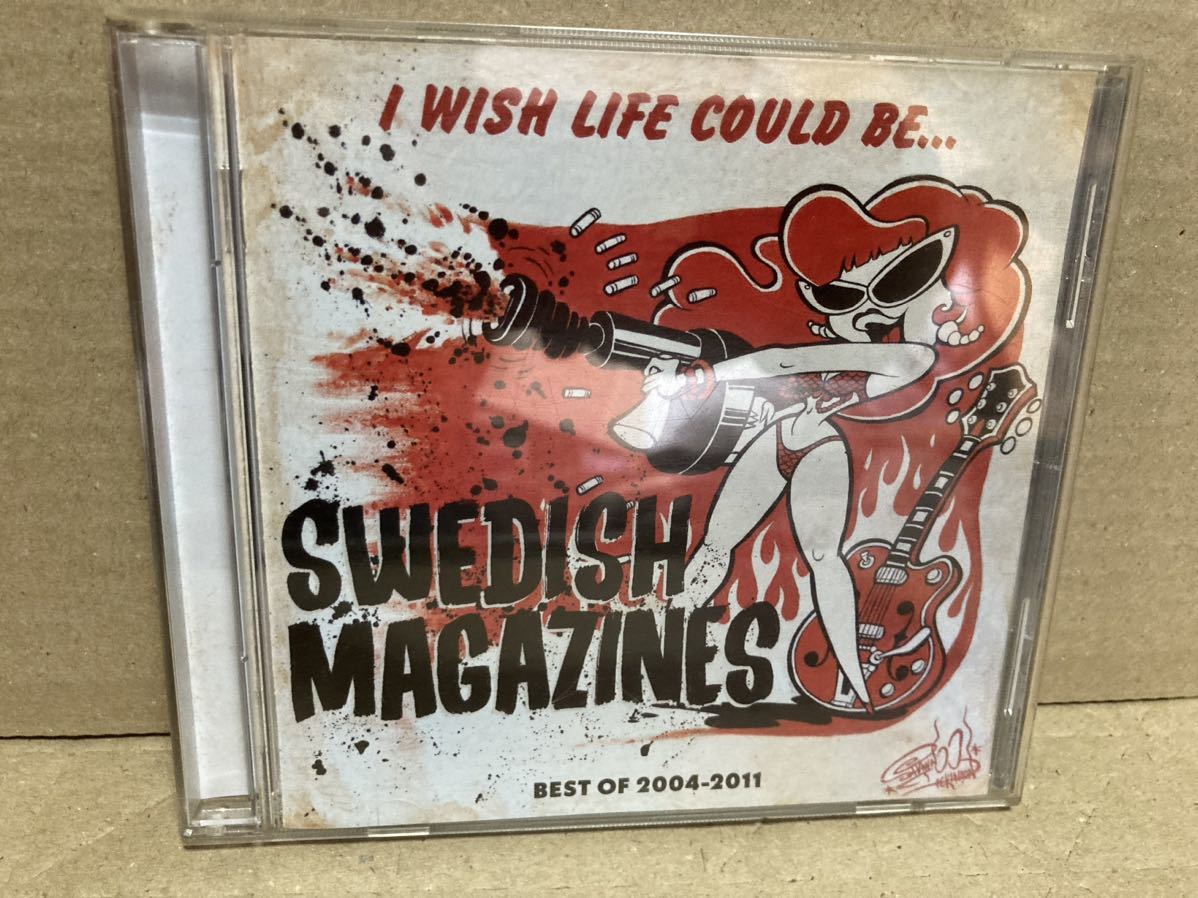 I WISH LIFE COULD BE...
SWEDISH
MAGAZINES
BEST OF 2004-2011